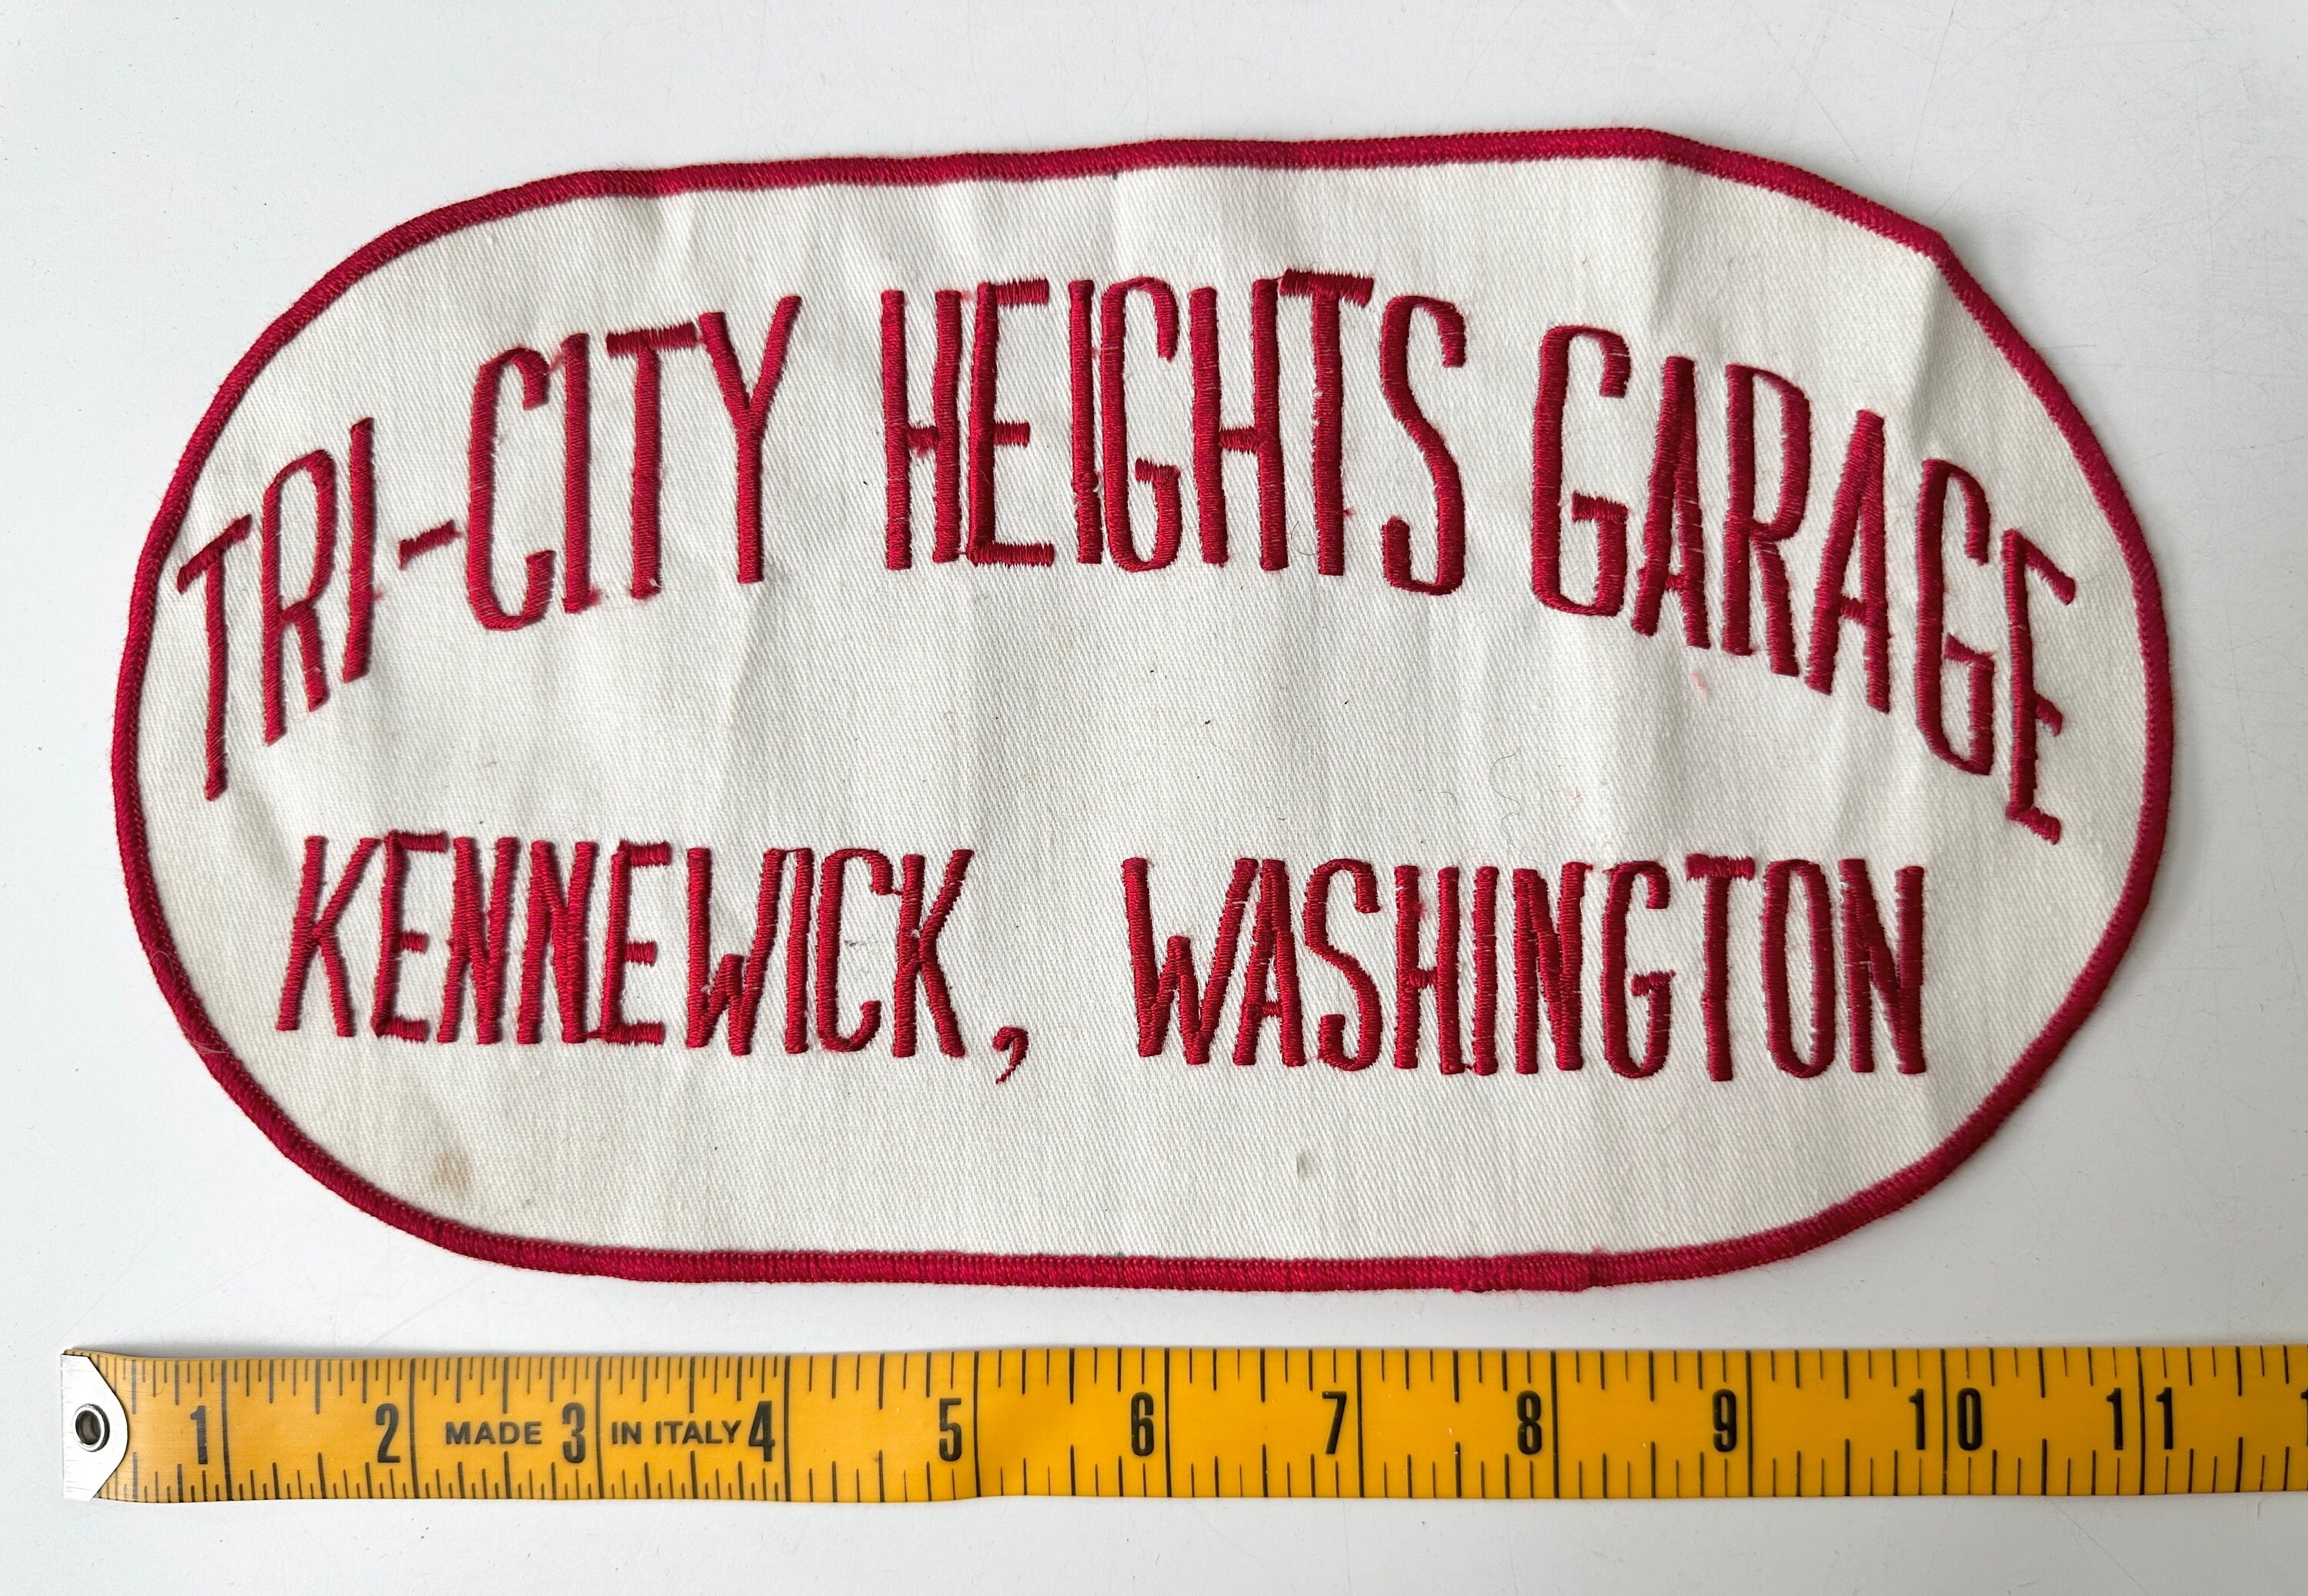 TRI-CITY HEIGHTS GARAGE
KENNEWICK, WASHINGTON
1 2 MADE 3 IN ITALY 4 5 6 7 8 9 10 11